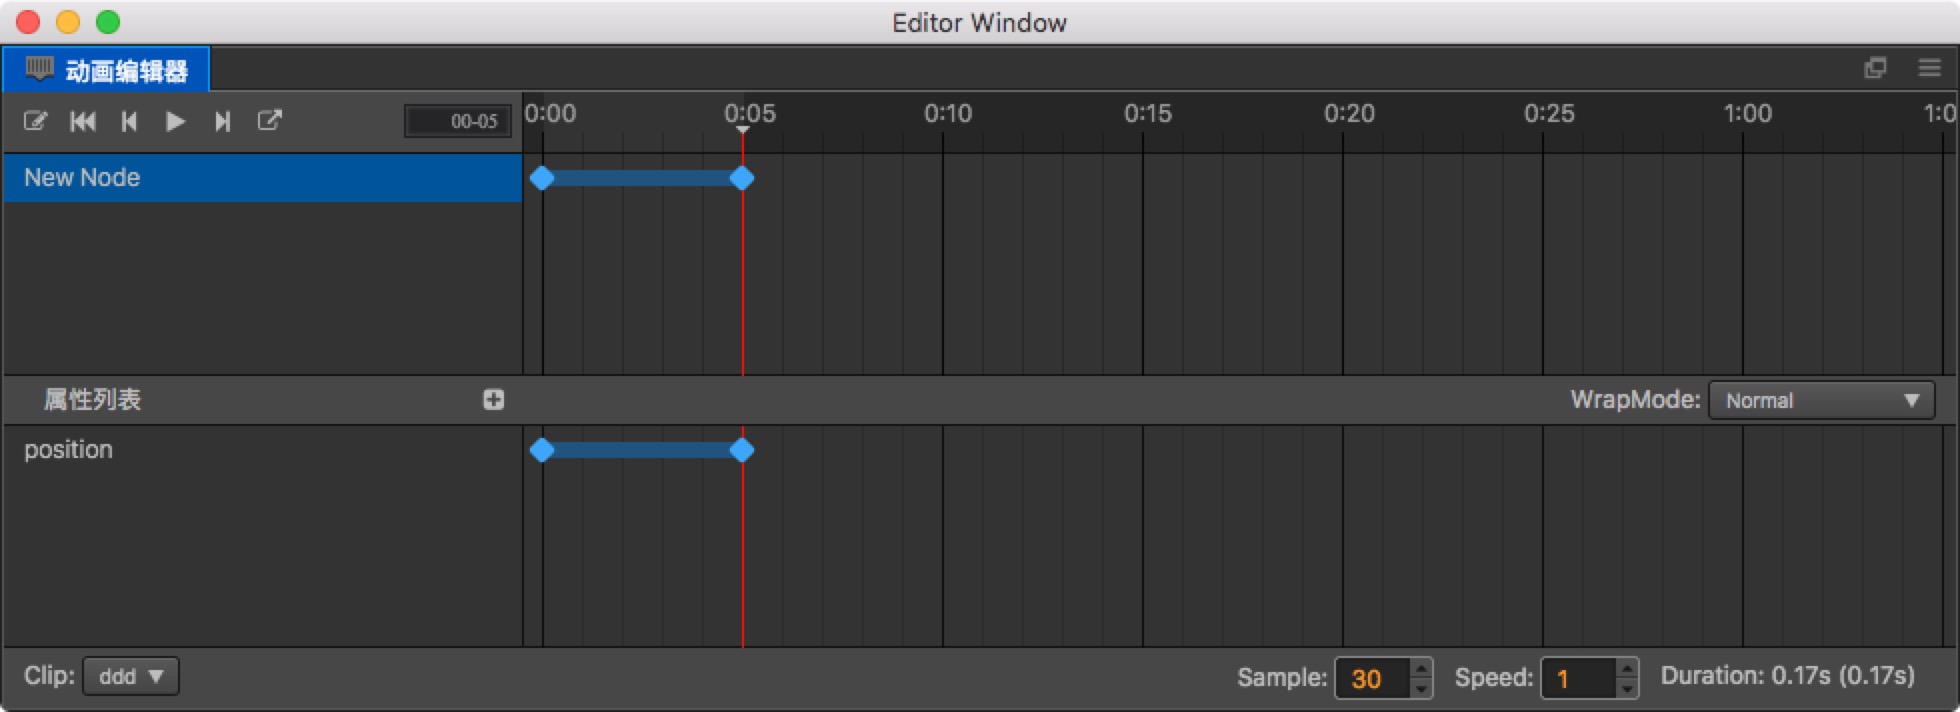 Editor Window
动画编辑器
00-05
0:00 0:05 0:10 0:15 0:20 0:25 1:00 1:0
New Node
属性列表 WrapMode: Normal
position
Clip: ddd Sample: 30 Speed: 1 Duration: 0.17s (0.17s)